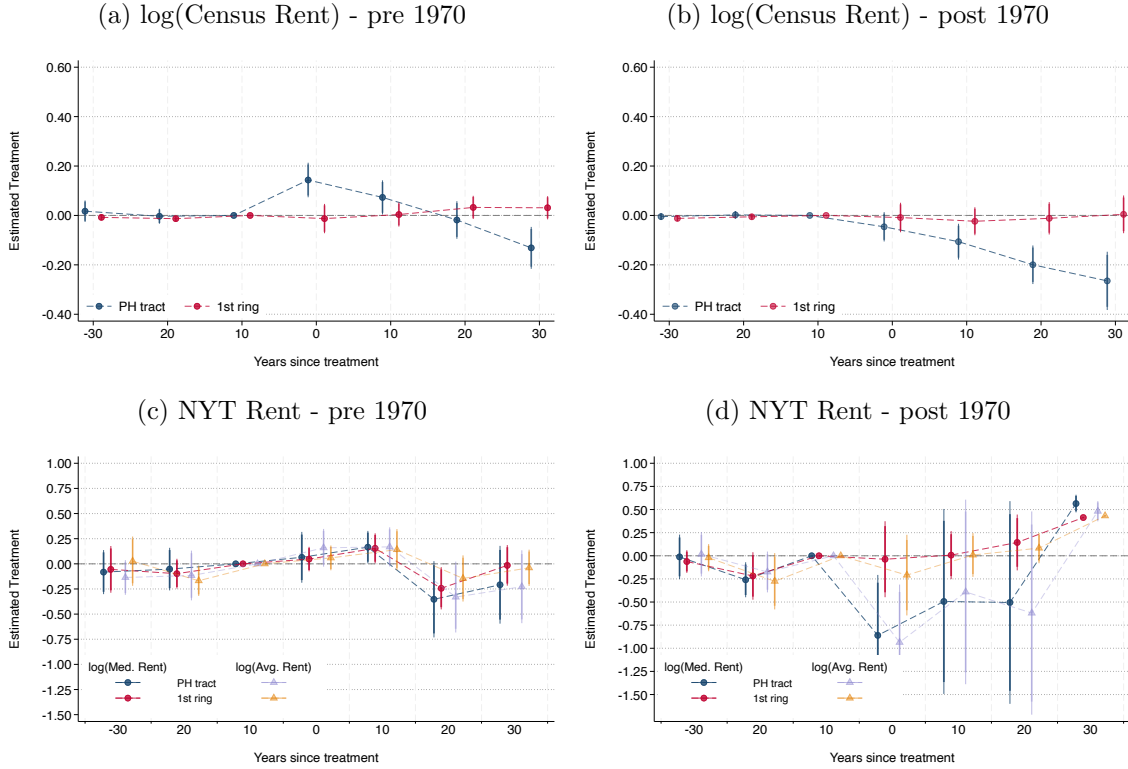 (a) log(Census Rent) - pre 1970
0.60
0.40
0.20
0.00
-0.20
-0.40
Estimated Treatment
PH tract
1st ring
-30 20 10 0 10 20 30
Years since treatment
(b) log(Census Rent) - post 1970
0.60
0.40
0.20
0.00
-0.20
-0.40
Estimated Treatment
PH tract
1st ring
-30 20 10 0 10 20 30
Years since treatment
(c) NYT Rent - pre 1970
1.00
0.75
0.50
0.25
0.00
-0.25
-0.50
-0.75
-1.00
-1.25
-1.50
Estimated Treatment
log(Med. Rent) log(Avg. Rent)
PH tract
1st ring
-30 20 10 0 10 20 30
Years since treatment
(d) NYT Rent - post 1970
1.00
0.75
0.50
0.25
0.00
-0.25
-0.50
-0.75
-1.00
-1.25
-1.50
Estimated Treatment
log(Med. Rent) log(Avg. Rent)
PH tract
1st ring
-30 20 10 0 10 20 30
Years since treatment